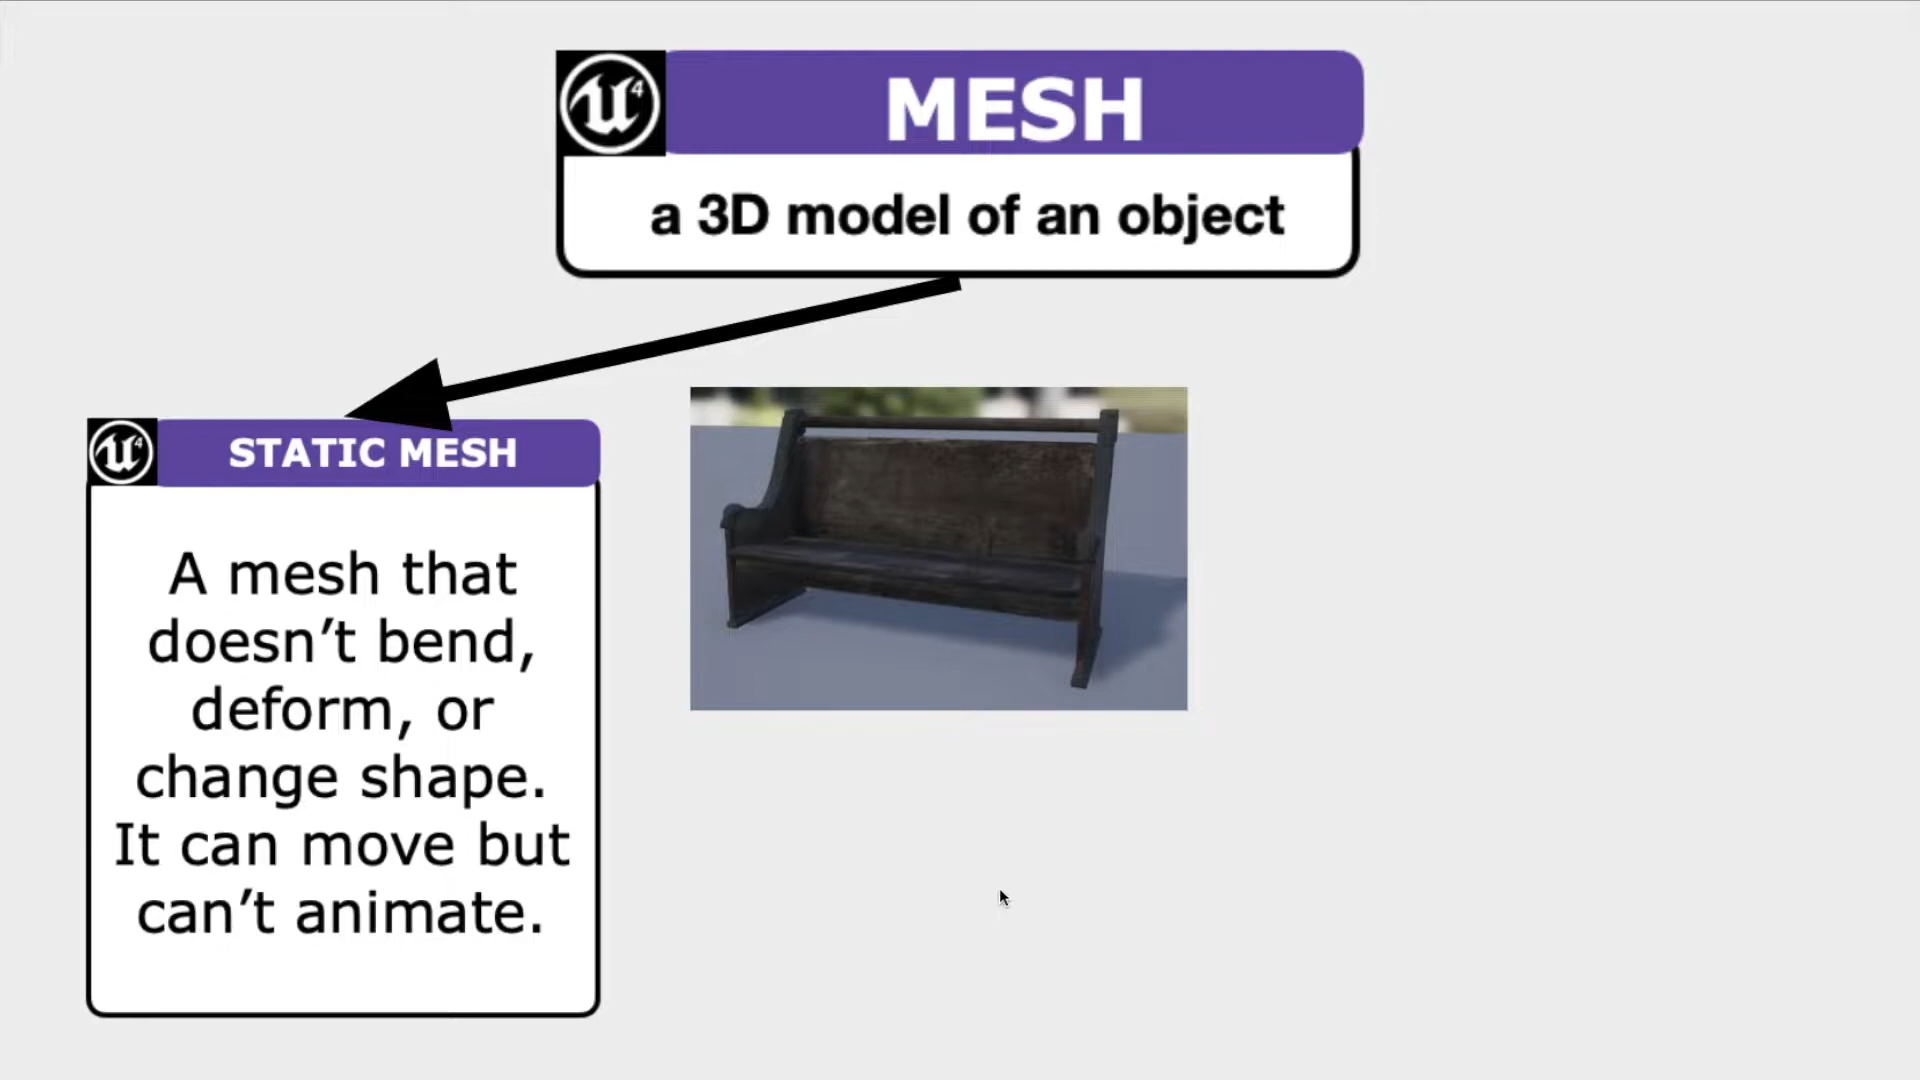 MESH
a 3D model of an object
STATIC MESH
A mesh that
doesn’t bend,
deform, or
change shape.
It can move but
can’t animate.